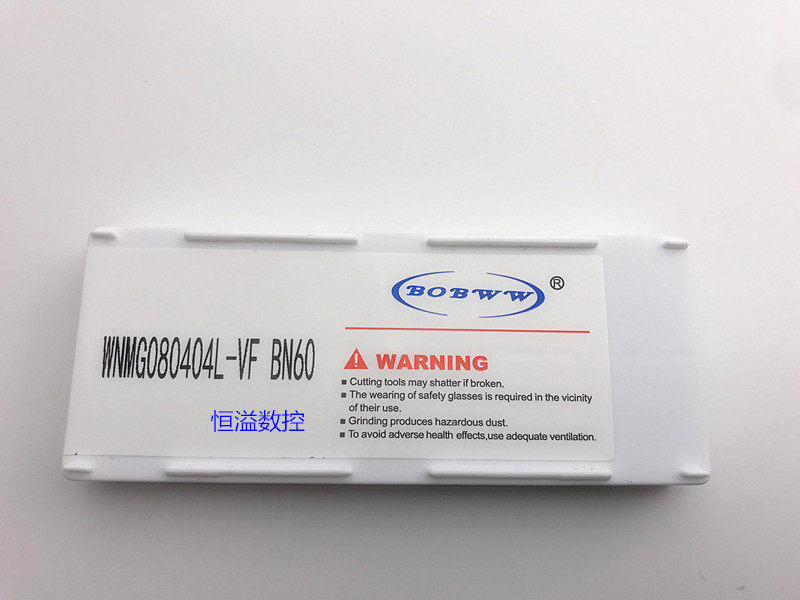 BOBWW®
WNMG080404L-VF BN60
恒溢数控
⚠ WARNING
■ Cutting tools may shatter if broken.
■ The wearing of safety glasses is required in the vicinity
of their use.
■ Grinding produces hazardous dust.
■ To avoid adverse health effects,use adequate ventilation.